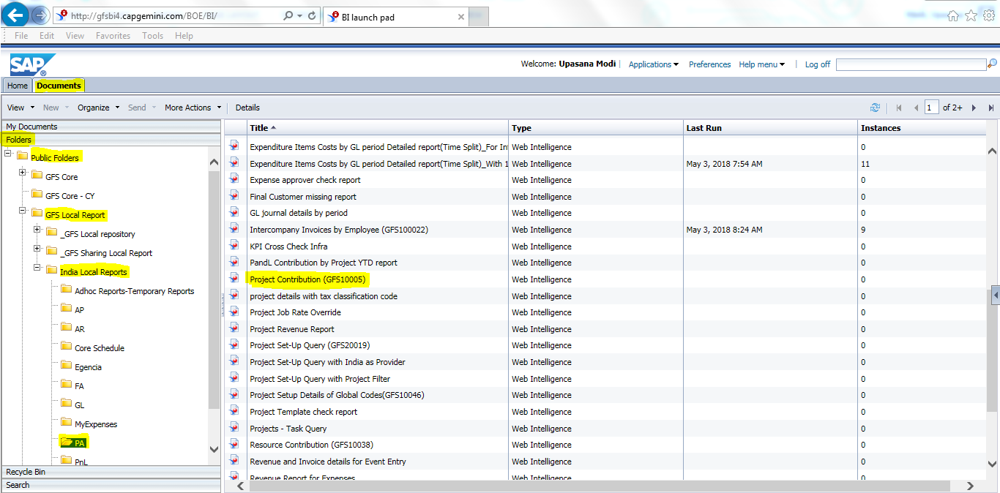 http://gfsbi4.capgemini.com/BOE/BI/
BI launch pad
File Edit View Favorites Tools Help
SAP ®
Welcome: Upasana Modi | Applications Preferences Help menu | Log off
Home Documents
View New Organize Send More Actions Details 1 of 2+
My Documents
Folders
Public Folders
GFS Core
GFS Core - CY
GFS Local Report
_GFS Local repository
_GFS Sharing Local Report
India Local Reports
Adhoc Reports-Temporary Reports
AP
AR
Core Schedule
Egencia
FA
GL
MyExpenses
PA
PnL
Recycle Bin
Search
Title Type Last Run Instances
Expenditure Items Costs by GL period Detailed report(Time Split)_For In Web Intelligence 0
Expenditure Items Costs by GL period Detailed report(Time Split)_With 1 Web Intelligence May 3, 2018 7:54 AM 11
Expense approver check report Web Intelligence 0
Final Customer missing report Web Intelligence 0
GL journal details by period Web Intelligence 0
Intercompany Invoices by Employee (GFS100022) Web Intelligence May 3, 2018 8:24 AM 9
KPI Cross Check Infra Web Intelligence 0
PandL Contribution by Project YTD report Web Intelligence 0
Project Contribution (GFS10005) Web Intelligence 0
project details with tax classification code Web Intelligence 0
Project Job Rate Override Web Intelligence 0
Project Revenue Report Web Intelligence 0
Project Set-Up Query (GFS20019) Web Intelligence 0
Project Set-Up Query with India as Provider Web Intelligence 0
Project Set-Up Query with Project Filter Web Intelligence 0
Project Setup Details of Global Codes(GFS10046) Web Intelligence 0
Project Template check report Web Intelligence 0
Projects - Task Query Web Intelligence 0
Resource Contribution (GFS10038) Web Intelligence 0
Revenue and Invoice details for Event Entry Web Intelligence 0
Revenue Report for Expenses Web Intelligence 0